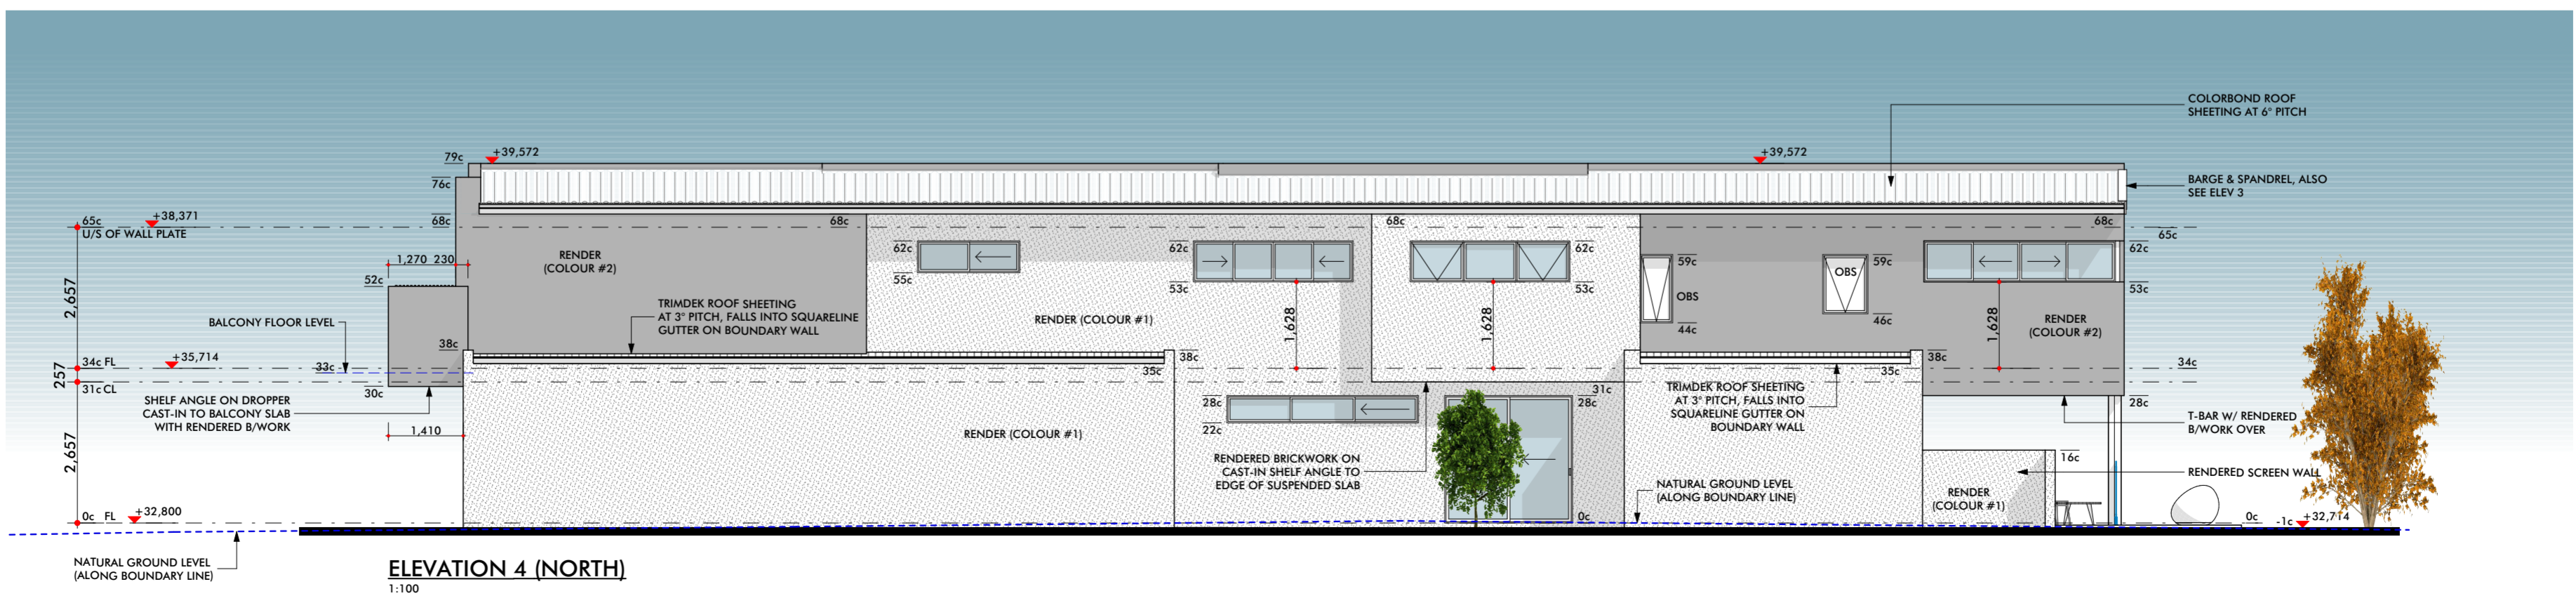 COLORBOND ROOF
SHEETING AT 6° PITCH
79c
+39,572
+39,572
76c
BARGE & SPANDREL, ALSO
SEE ELEV 3
65c
+38,371
68c
68c
68c
68c
U/S OF WALL PLATE
65c
RENDER
(COLOUR #2)
62c
62c
62c
62c
1,270 230
59c
59c
OBS
52c
55c
53c
53c
53c
OBS
2,657
TRIMDEK ROOF SHEETING
AT 3° PITCH, FALLS INTO SQUARELINE
GUTTER ON BOUNDARY WALL
RENDER (COLOUR #1)
1,628
1,628
44c
46c
1,628
RENDER
(COLOUR #2)
BALCONY FLOOR LEVEL
38c
38c
38c
34c FL
+35,714
33c
35c
35c
34c
257
31c CL
30c
31c
SHELF ANGLE ON DROPPER
CAST-IN TO BALCONY SLAB
WITH RENDERED B/WORK
TRIMDEK ROOF SHEETING
AT 3° PITCH, FALLS INTO
SQUARELINE GUTTER ON
BOUNDARY WALL
28c
28c
28c
T-BAR W/ RENDERED
B/WORK OVER
1,410
22c
RENDER (COLOUR #1)
2,657
RENDERED BRICKWORK ON
CAST-IN SHELF ANGLE TO
EDGE OF SUSPENDED SLAB
16c
RENDERED SCREEN WALL
NATURAL GROUND LEVEL
(ALONG BOUNDARY LINE)
RENDER
(COLOUR #1)
0c FL
+32,800
0c
0c
-1c
+32,714
NATURAL GROUND LEVEL
(ALONG BOUNDARY LINE)
ELEVATION 4 (NORTH)
1:100